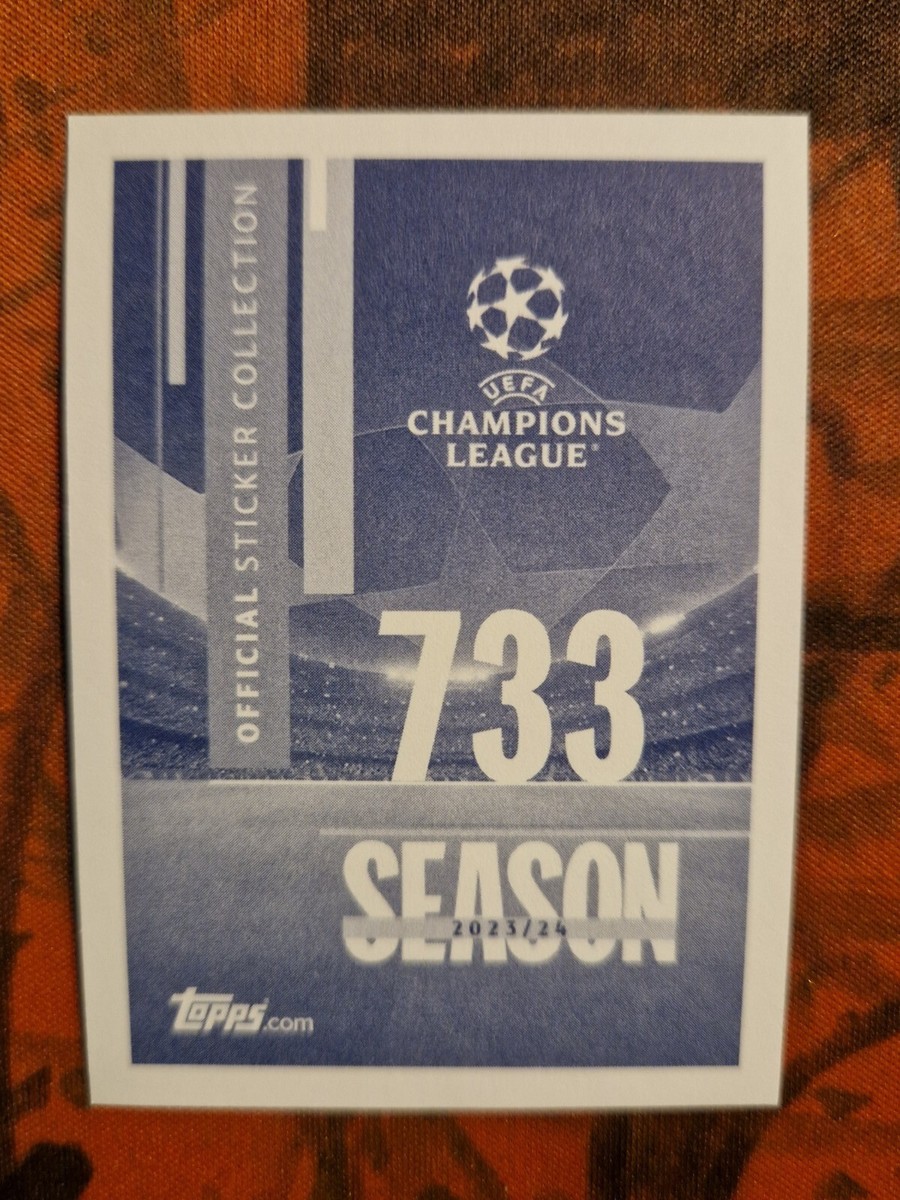 OFFICIAL STICKER COLLECTION
UEFA
CHAMPIONS
LEAGUE®
733
SEASON
2023/24
topps.com